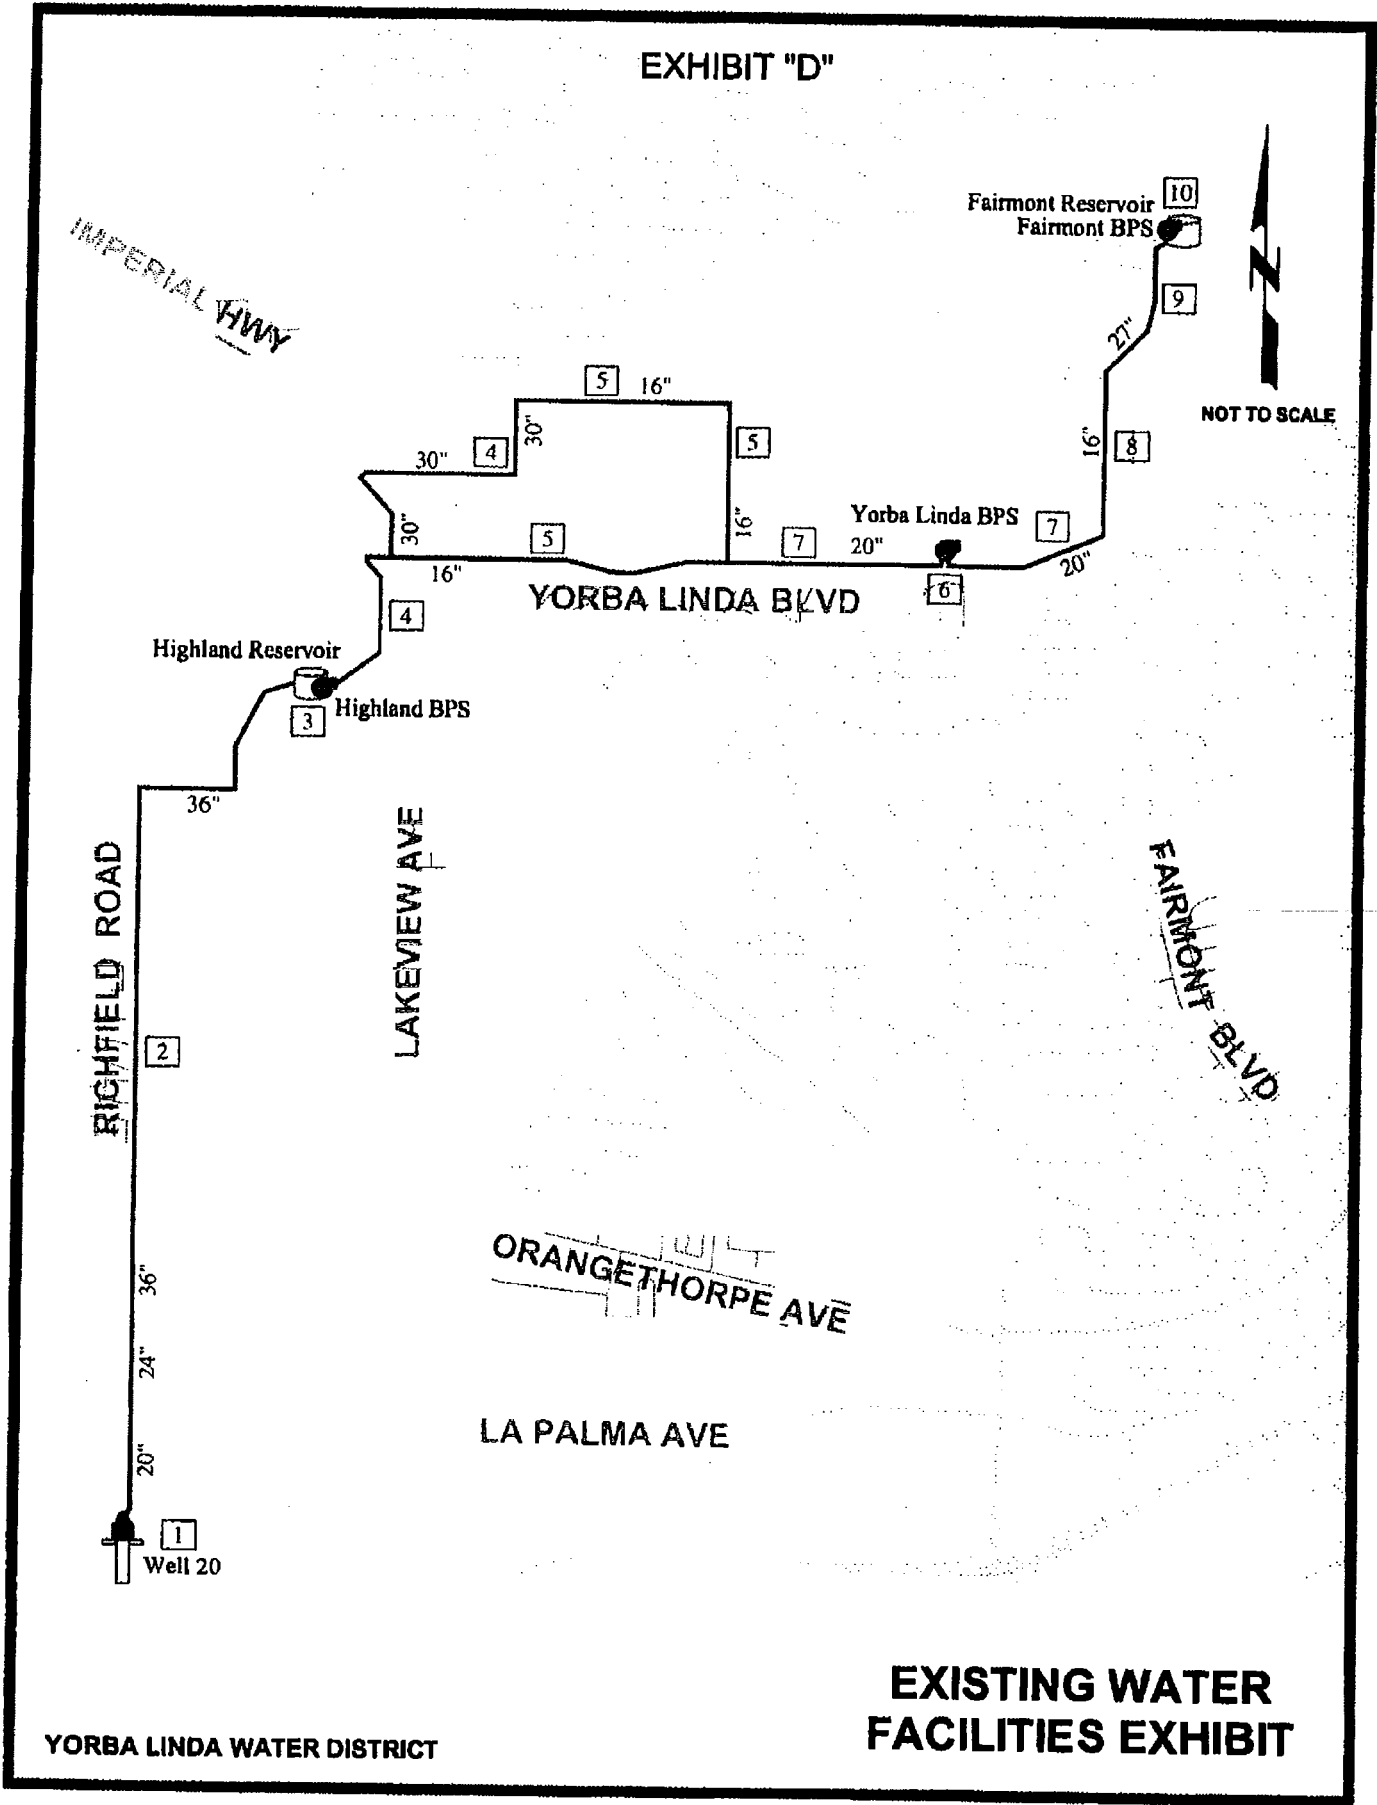 EXHIBIT "D"
10
Fairmont Reservoir
Fairmont BPS
IMPERIAL HWY
9
27"
NOT TO SCALE
5
16"
30"
4
30"
5
16"
8
30"
5
16"
16"
7
20"
Yorba Linda BPS
7
20"
6
YORBA LINDA BLVD
4
Highland Reservoir
3
Highland BPS
36"
RICHFIELD ROAD
LAKEVIEW AVE
FAIRMONT BLVD
2
ORANGETHORPE AVE
36"
24"
20"
LA PALMA AVE
1
Well 20
EXISTING WATER
FACILITIES EXHIBIT
YORBA LINDA WATER DISTRICT
N